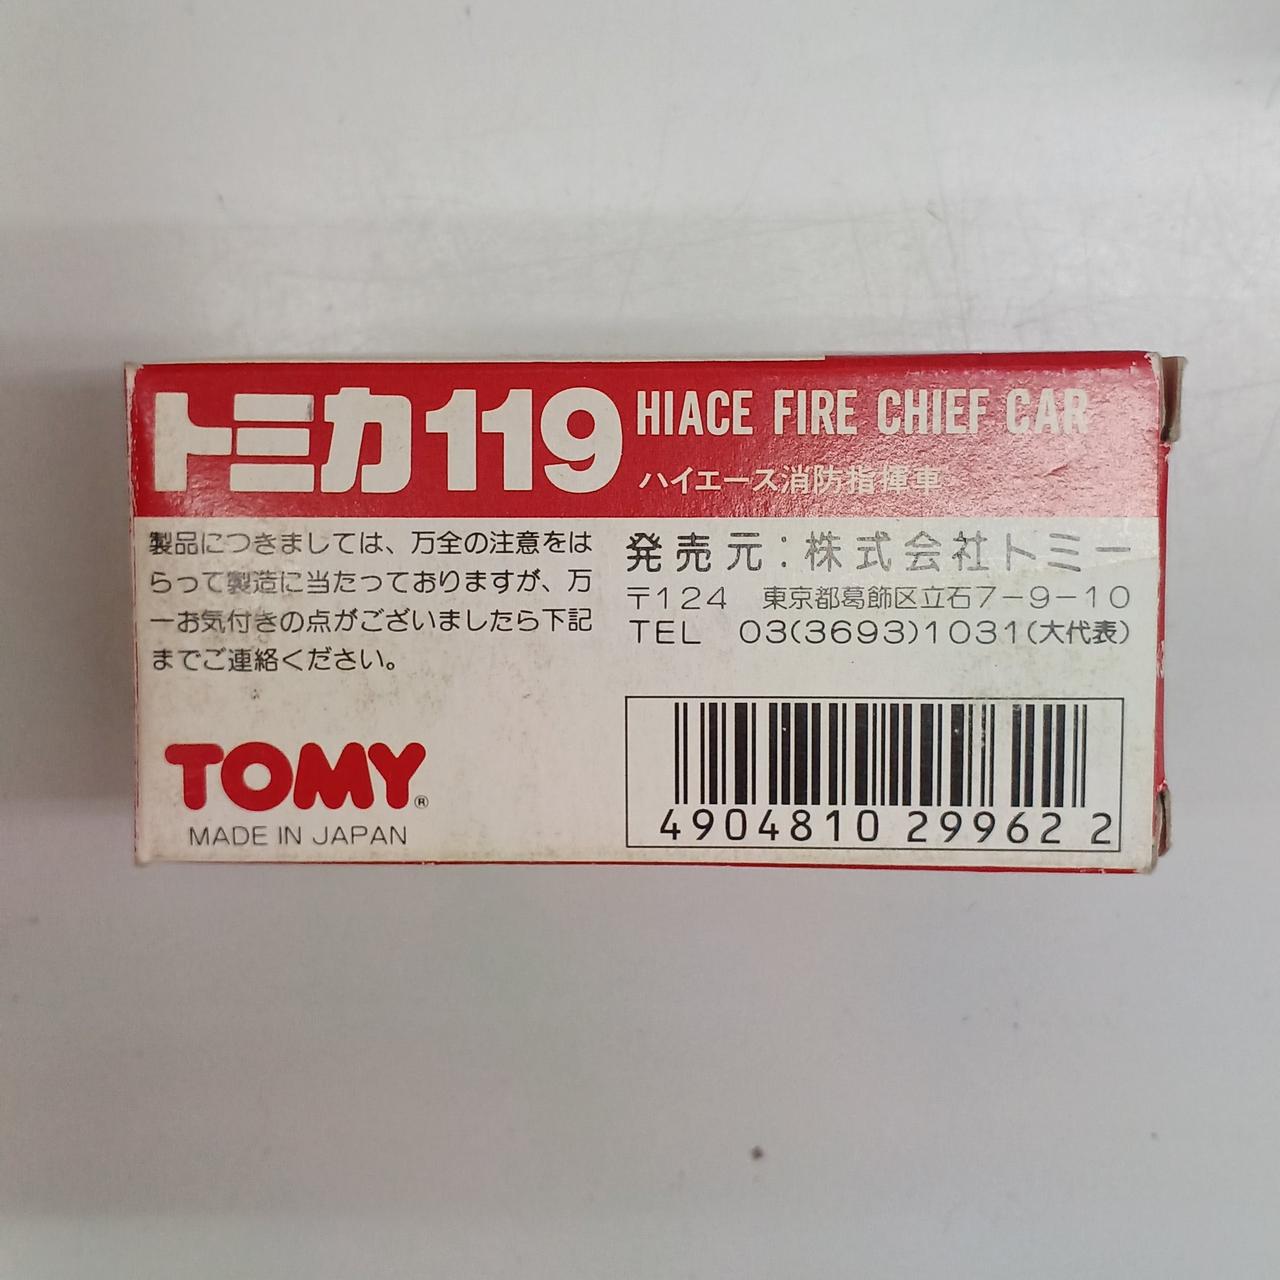 トミカ119
HIACE FIRE CHIEF CAR
ハイエース消防指揮車
製品につきましては、万全の注意をは
らって製造に当たっておりますが、万
一お気付きの点がございましたら下記
までご連絡ください。
発売元：株式会社トミー
〒124 東京都葛飾区立石7-9-10
TEL 03(3693)1031(大代表)
TOMY®
MADE IN JAPAN
4904810 29962 2